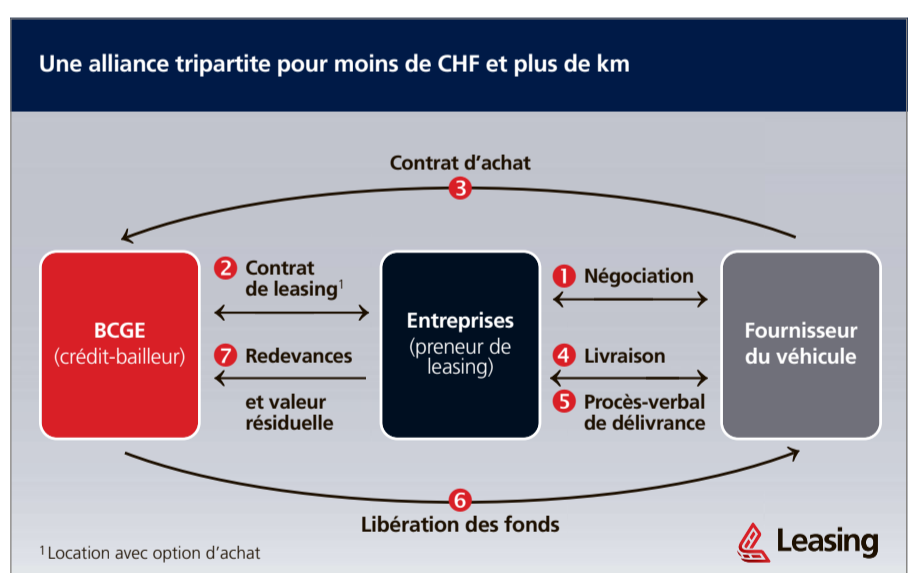 Une alliance tripartite pour moins de CHF et plus de km
Contrat d’achat
3
2 Contrat
de leasing¹
1 Négociation
BCGE
(crédit-bailleur)
Entreprises
(preneur de
leasing)
Fournisseur
du véhicule
7 Redevances
et valeur
résiduelle
4 Livraison
5 Procès-verbal
de délivrance
6
Libération des fonds
¹ Location avec option d’achat
Leasing